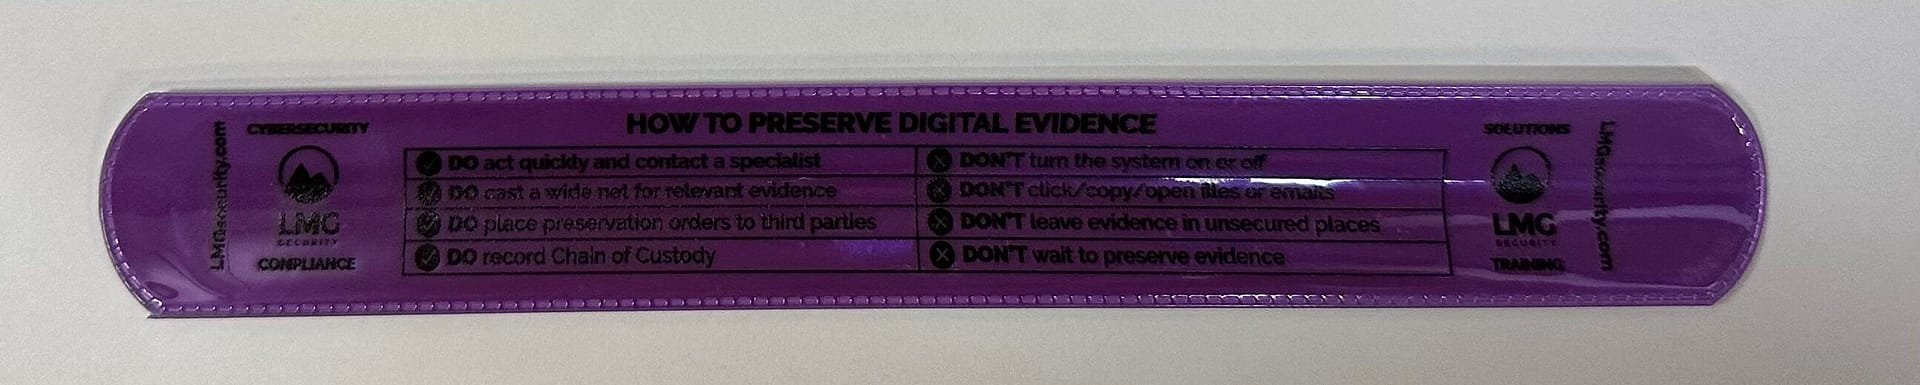 LMGsecurity.com
CYBERSECURITY
LMG
SECURITY
COMPLIANCE
HOW TO PRESERVE DIGITAL EVIDENCE
DO act quickly and contact a specialist
DON'T turn the system on or off
DO cast a wide net for relevant evidence
DON'T click/copy/open files or emails
DO place preservation orders to third parties
DON'T leave evidence in unsecured places
DO record Chain of Custody
DON'T wait to preserve evidence
SOLUTIONS
LMG
SECURITY
TRAINING
LMGsecurity.com